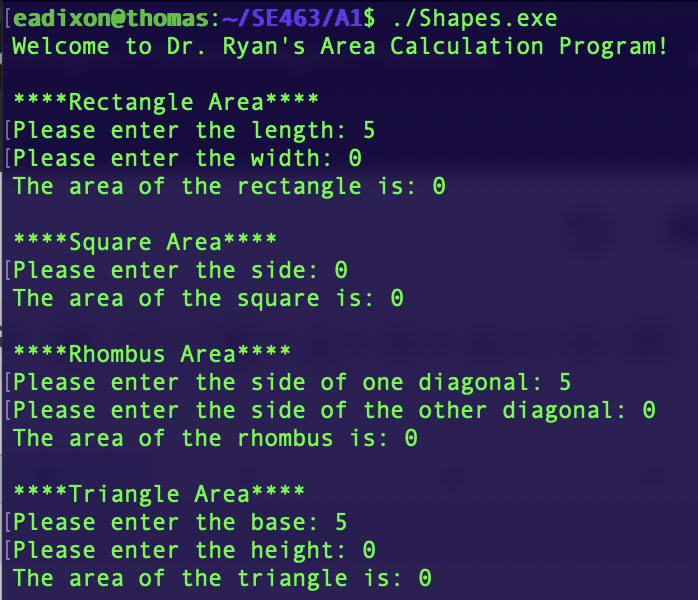 [eadixon@thomas:~/SE463/A1$ ./Shapes.exe
Welcome to Dr. Ryan's Area Calculation Program!
****Rectangle Area****
[Please enter the length: 5
[Please enter the width: 0
The area of the rectangle is: 0
****Square Area****
[Please enter the side: 0
The area of the square is: 0
****Rhombus Area****
[Please enter the side of one diagonal: 5
[Please enter the side of the other diagonal: 0
The area of the rhombus is: 0
****Triangle Area****
[Please enter the base: 5
[Please enter the height: 0
The area of the triangle is: 0